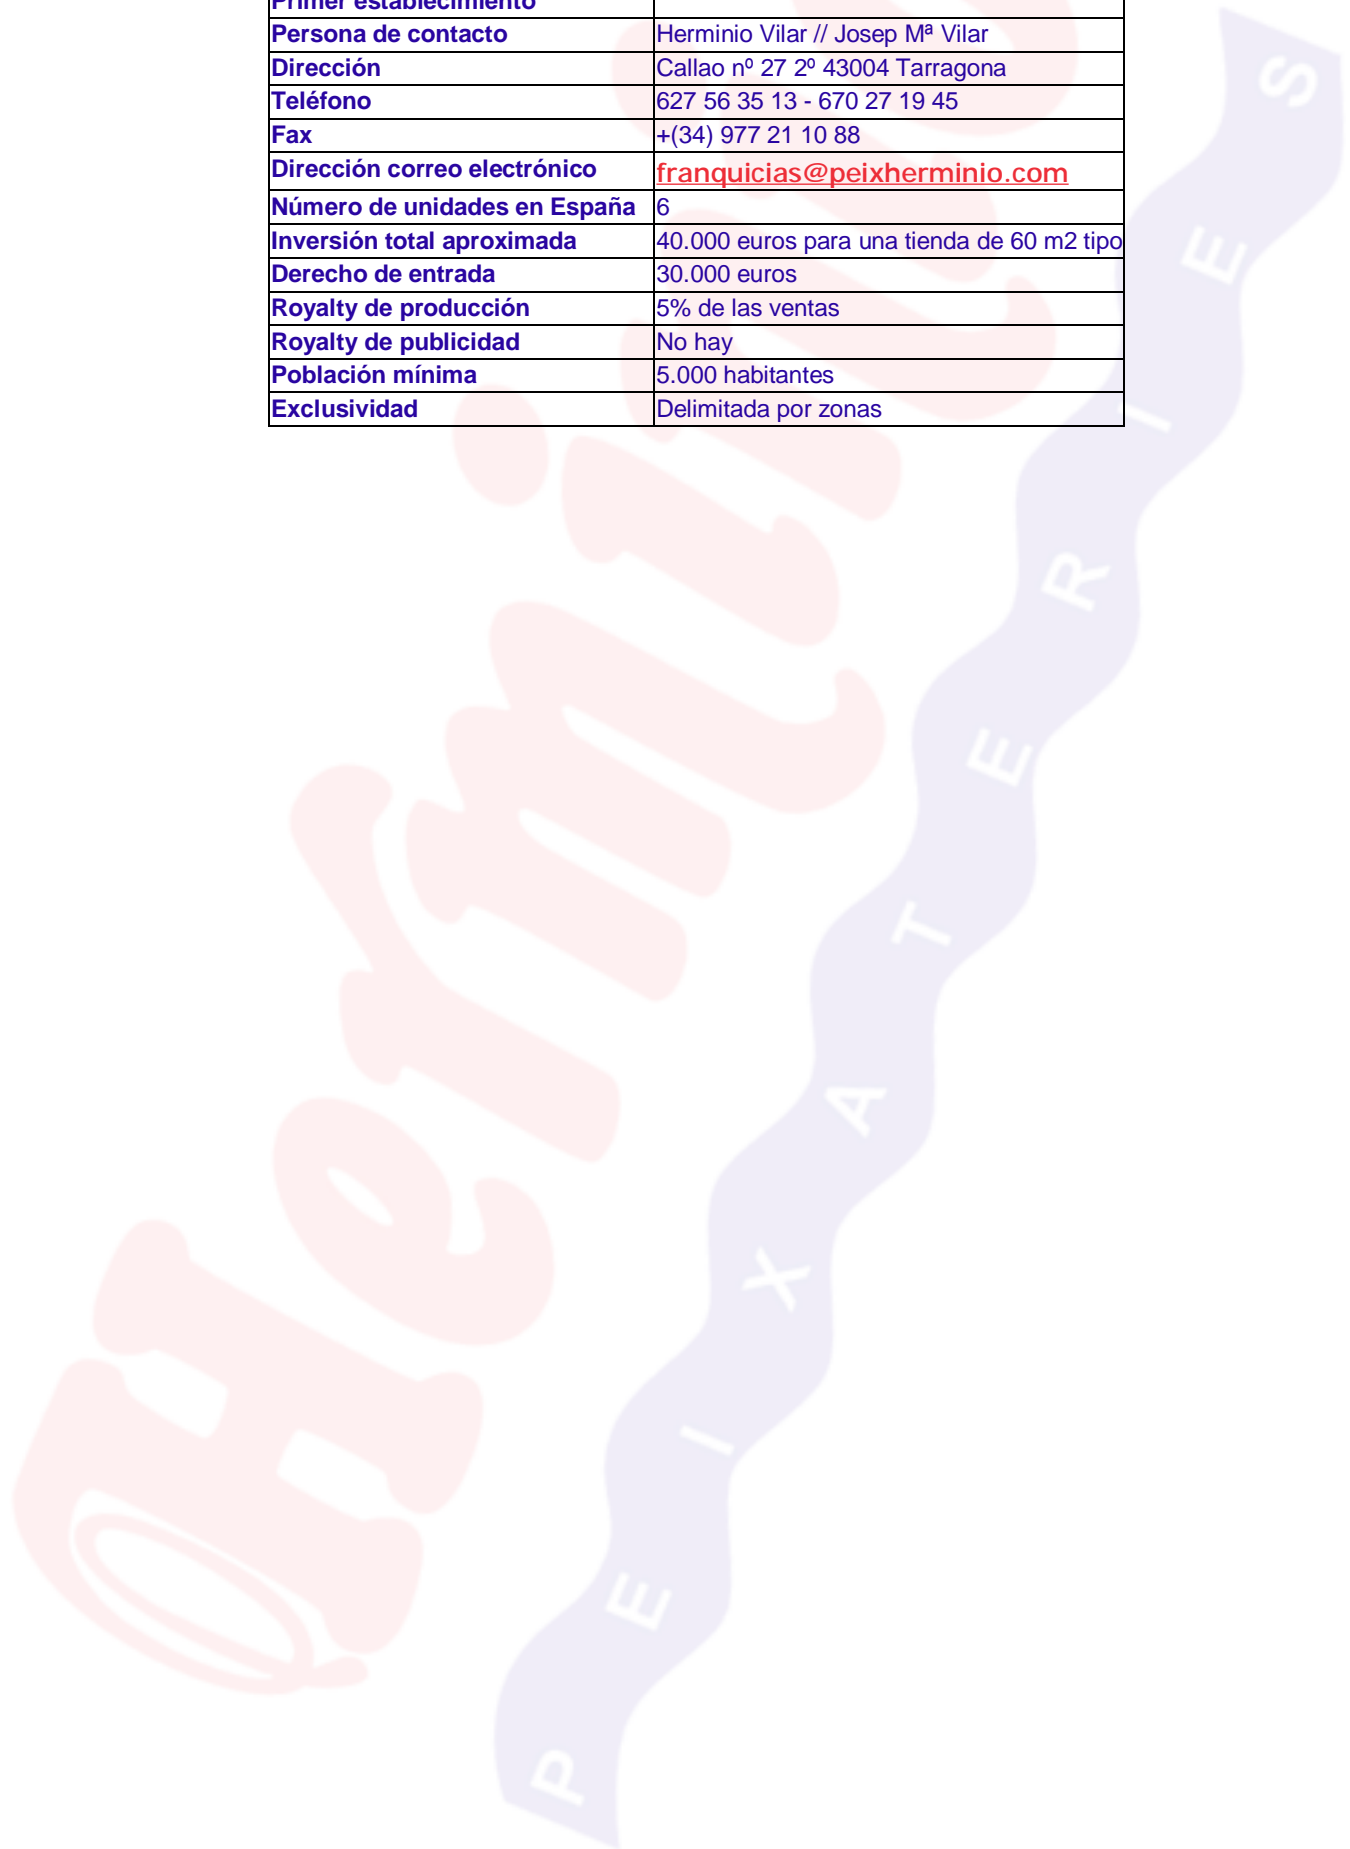 Primer establecimiento
Persona de contacto Herminio Vilar // Josep Mª Vilar
Dirección Callao nº 27 2º 43004 Tarragona
Teléfono 627 56 35 13 - 670 27 19 45
Fax +(34) 977 21 10 88
Dirección correo electrónico franquicias@peixherminio.com
Número de unidades en España 6
Inversión total aproximada 40.000 euros para una tienda de 60 m2 tipo
Derecho de entrada 30.000 euros
Royalty de producción 5% de las ventas
Royalty de publicidad No hay
Población mínima 5.000 habitantes
Exclusividad Delimitada por zonas
Herminio
PEIXATERIES